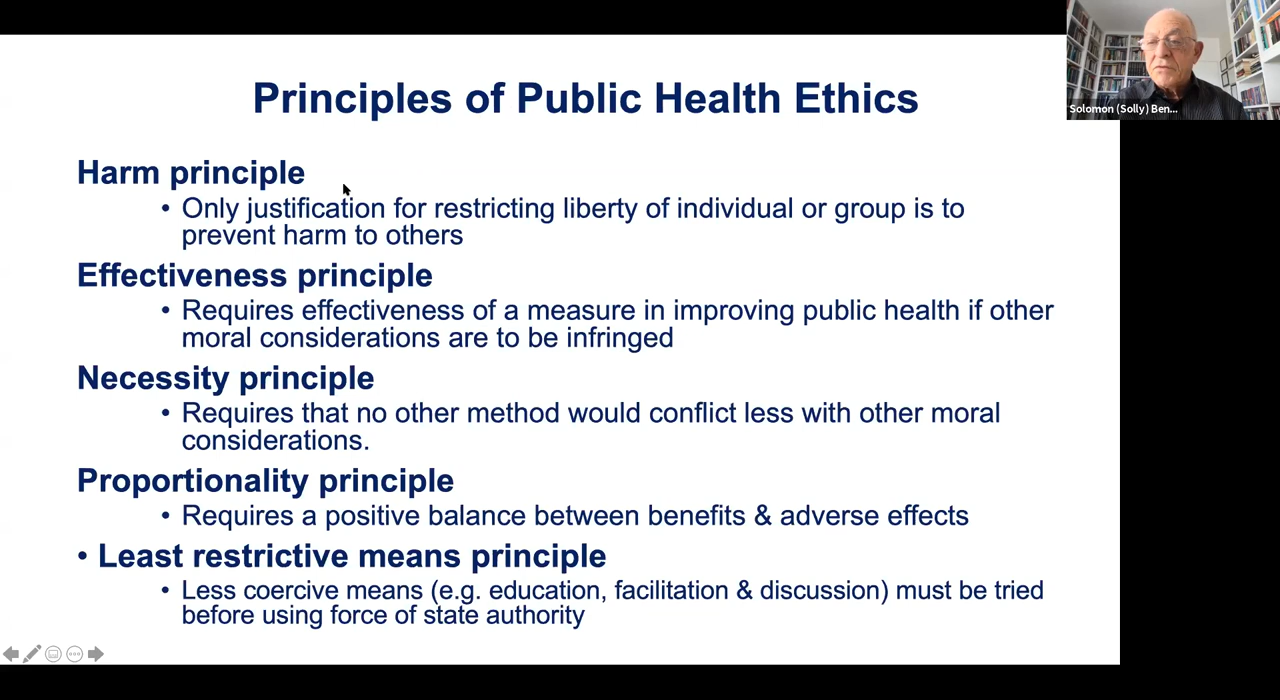 Principles of Public Health Ethics
Solomon (Solly) Ben...
Harm principle
• Only justification for restricting liberty of individual or group is to
prevent harm to others
Effectiveness principle
• Requires effectiveness of a measure in improving public health if other
moral considerations are to be infringed
Necessity principle
• Requires that no other method would conflict less with other moral
considerations.
Proportionality principle
• Requires a positive balance between benefits & adverse effects
• Least restrictive means principle
• Less coercive means (e.g. education, facilitation & discussion) must be tried
before using force of state authority